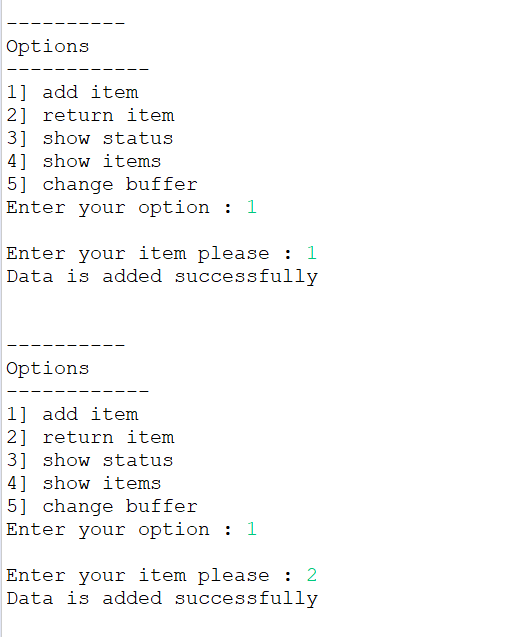 ----------
Options
------------
1] add item
2] return item
3] show status
4] show items
5] change buffer
Enter your option : 1
Enter your item please : 1
Data is added successfully
----------
Options
------------
1] add item
2] return item
3] show status
4] show items
5] change buffer
Enter your option : 1
Enter your item please : 2
Data is added successfully